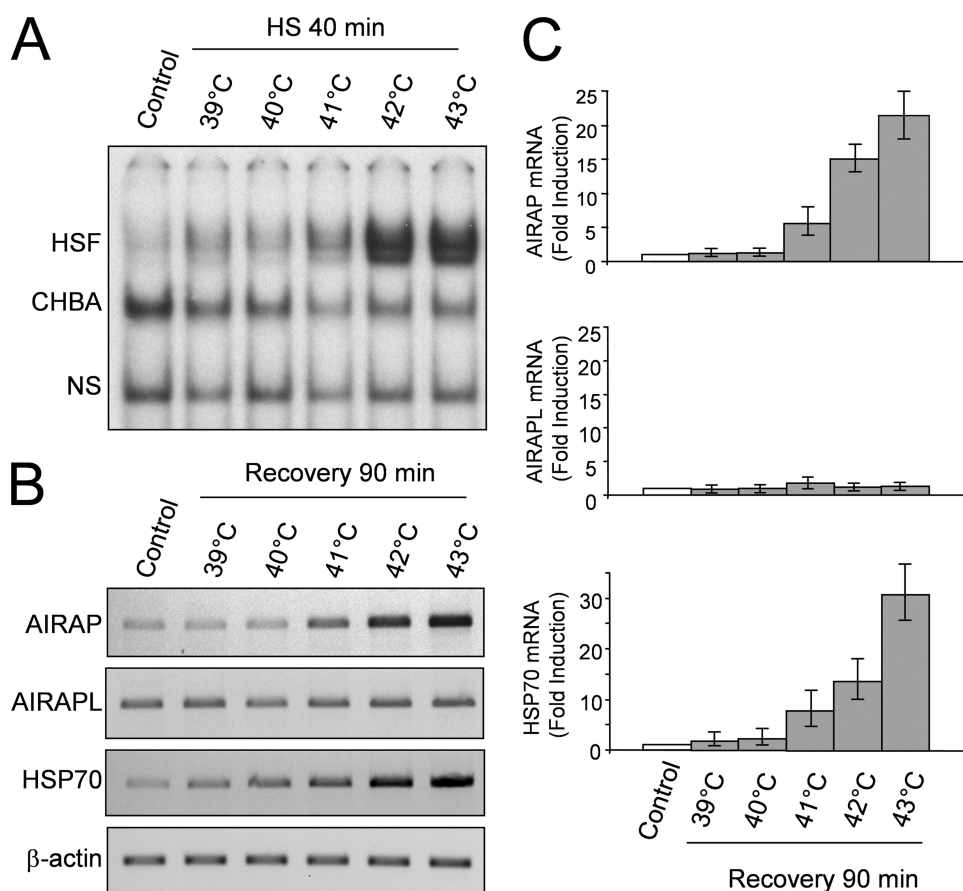 A
HS 40 min
Control
39°C
40°C
41°C
42°C
43°C
HSF
CHBA
NS
B
Recovery 90 min
Control
39°C
40°C
41°C
42°C
43°C
AIRAP
AIRAPL
HSP70
β-actin
C
AIRAP mRNA
(Fold Induction)
25
20
15
10
5
0
AIRAPL mRNA
(Fold Induction)
25
20
15
10
5
0
HSP70 mRNA
(Fold Induction)
30
20
10
0
Control
39°C
40°C
41°C
42°C
43°C
Recovery 90 min